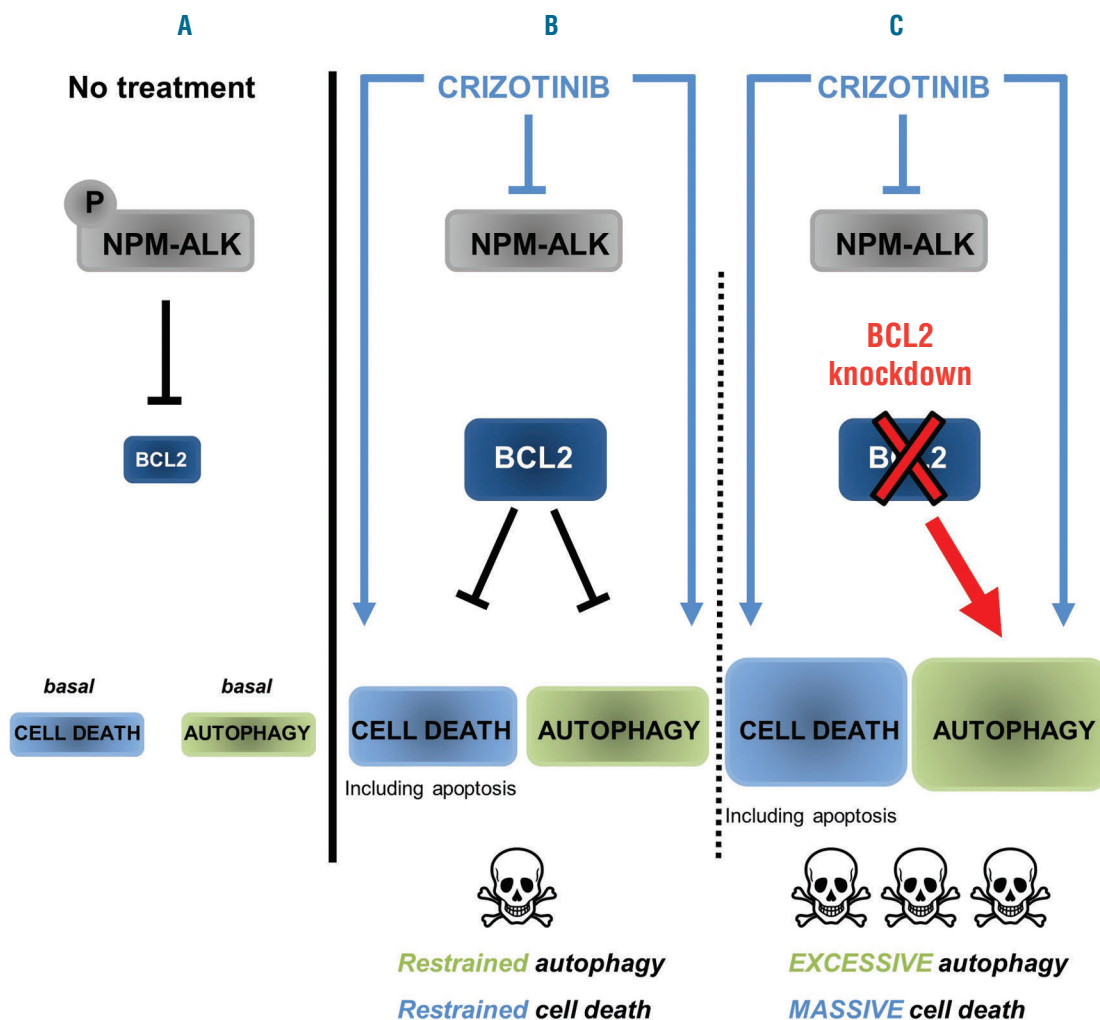 A
No treatment
P
NPM-ALK
BCL2
basal
basal
CELL DEATH
AUTOPHAGY
B
CRIZOTINIB
NPM-ALK
BCL2
CELL DEATH
AUTOPHAGY
Including apoptosis
Restrained autophagy
Restrained cell death
C
CRIZOTINIB
NPM-ALK
BCL2
knockdown
BCL2
CELL DEATH
AUTOPHAGY
Including apoptosis
EXCESSIVE autophagy
MASSIVE cell death